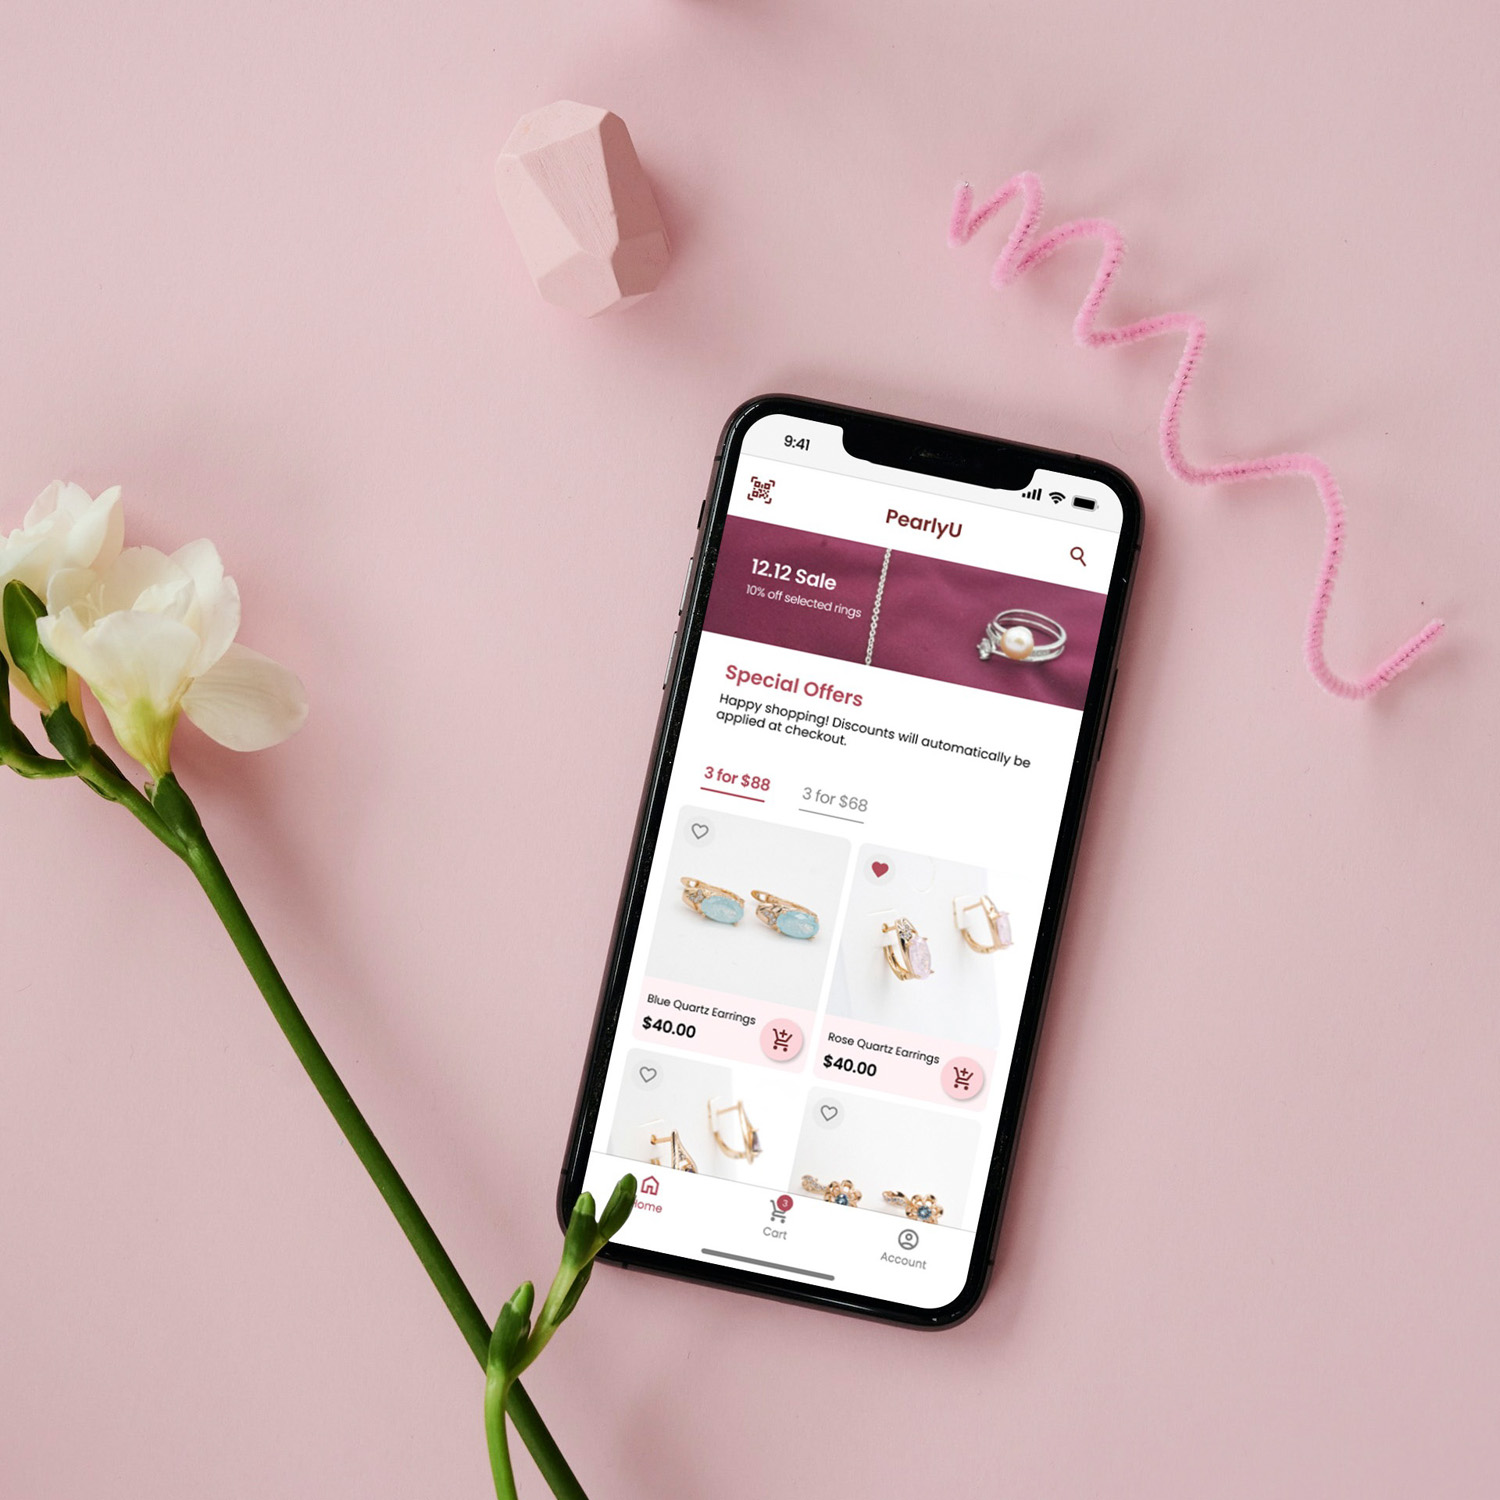 9:41
PearlyU
12.12 Sale
10% off selected rings
Special Offers
Happy shopping! Discounts will automatically be
applied at checkout.
3 for $88
3 for $68
Blue Quartz Earrings
$40.00
Rose Quartz Earrings
$40.00
Home
3
Cart
Account